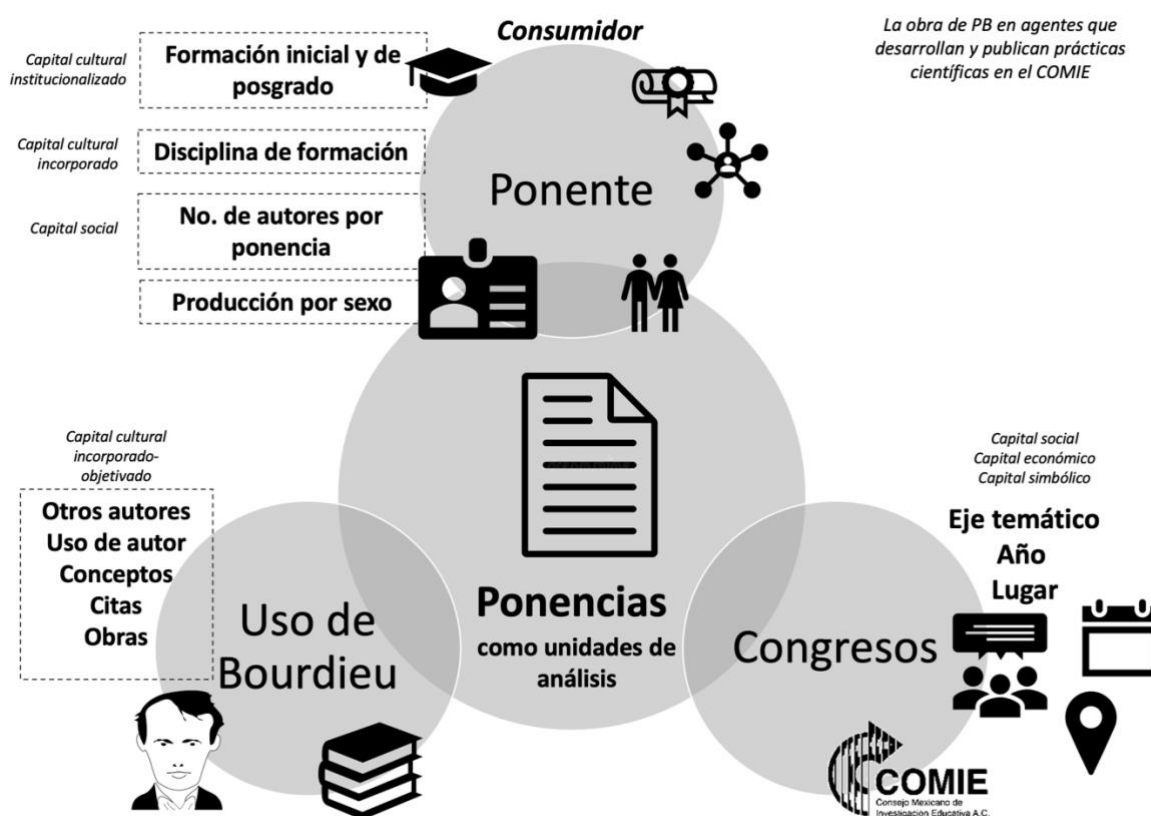 Consumidor
La obra de PB en agentes que
desarrollan y publican prácticas
científicas en el COMIE
Capital cultural
institucionalizado
Formación inicial y de
posgrado
Capital cultural
incorporado
Disciplina de formación
Capital social
No. de autores por
ponencia
Producción por sexo
Ponente
Capital cultural
incorporado-
objetivado
Otros autores
Uso de autor
Conceptos
Citas
Obras
Uso de
Bourdieu
Ponencias
como unidades de
análisis
Capital social
Capital económico
Capital simbólico
Eje temático
Año
Lugar
Congresos
COMIE
Consejo Mexicano de
Investigación Educativa A.C.